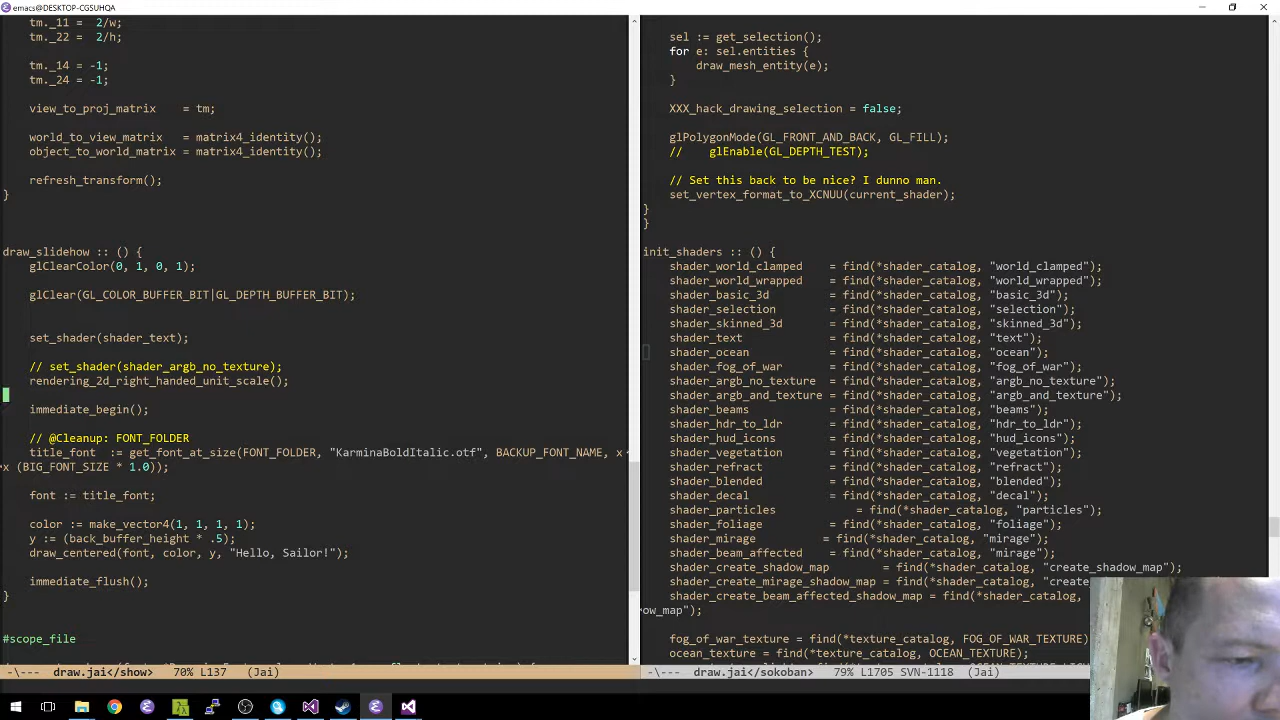 emacs@DESKTOP-CGSUHQA
tm._11 =  2/w;
tm._22 =  2/h;
tm._14 = -1;
tm._24 = -1;
view_to_proj_matrix    = tm;
world_to_view_matrix   = matrix4_identity();
object_to_world_matrix = matrix4_identity();
refresh_transform();
}
draw_slidehow :: () {
glClearColor(0, 1, 0, 1);
glClear(GL_COLOR_BUFFER_BIT|GL_DEPTH_BUFFER_BIT);
set_shader(shader_text);
// set_shader(shader_argb_no_texture);
rendering_2d_right_handed_unit_scale();
immediate_begin();
// @Cleanup: FONT_FOLDER
title_font  := get_font_at_size(FONT_FOLDER, "KarminaBoldItalic.otf", BACKUP_FONT_NAME, x
x (BIG_FONT_SIZE * 1.0));
font := title_font;
color := make_vector4(1, 1, 1, 1);
y := (back_buffer_height * .5);
draw_centered(font, color, y, "Hello, Sailor!");
immediate_flush();
}
#scope_file
-\--- draw.jai</show> 70% L137 (Jai)
sel := get_selection();
for e: sel.entities {
draw_mesh_entity(e);
}
XXX_hack_drawing_selection = false;
glPolygonMode(GL_FRONT_AND_BACK, GL_FILL);
//    glEnable(GL_DEPTH_TEST);
// Set this back to be nice? I dunno man.
set_vertex_format_to_XCNUU(current_shader);
}
}
init_shaders :: () {
shader_world_clamped    = find(*shader_catalog, "world_clamped");
shader_world_wrapped    = find(*shader_catalog, "world_wrapped");
shader_basic_3d         = find(*shader_catalog, "basic_3d");
shader_selection        = find(*shader_catalog, "selection");
shader_skinned_3d       = find(*shader_catalog, "skinned_3d");
shader_text             = find(*shader_catalog, "text");
shader_ocean            = find(*shader_catalog, "ocean");
shader_fog_of_war       = find(*shader_catalog, "fog_of_war");
shader_argb_no_texture  = find(*shader_catalog, "argb_no_texture");
shader_argb_and_texture = find(*shader_catalog, "argb_and_texture");
shader_beams            = find(*shader_catalog, "beams");
shader_hdr_to_ldr       = find(*shader_catalog, "hdr_to_ldr");
shader_hud_icons        = find(*shader_catalog, "hud_icons");
shader_vegetation       = find(*shader_catalog, "vegetation");
shader_refract          = find(*shader_catalog, "refract");
shader_blended          = find(*shader_catalog, "blended");
shader_decal            = find(*shader_catalog, "decal");
shader_particles              = find(*shader_catalog, "particles");
shader_foliage          = find(*shader_catalog, "foliage");
shader_mirage          = find(*shader_catalog, "mirage");
shader_beam_affected    = find(*shader_catalog, "mirage");
shader_create_shadow_map        = find(*shader_catalog, "create_shadow_map");
shader_create_mirage_shadow_map = find(*shader_catalog, "create
shader_create_beam_affected_shadow_map = find(*shader_catalog,
ow_map");
fog_of_war_texture = find(*texture_catalog, FOG_OF_WAR_TEXTURE)
ocean_texture = find(*texture_catalog, OCEAN_TEXTURE);
-\--- draw.jai</sokoban> 79% L1705 SVN-1118 (Jai)